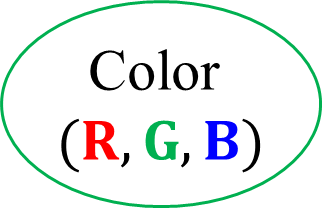 Color
(R, G, B)